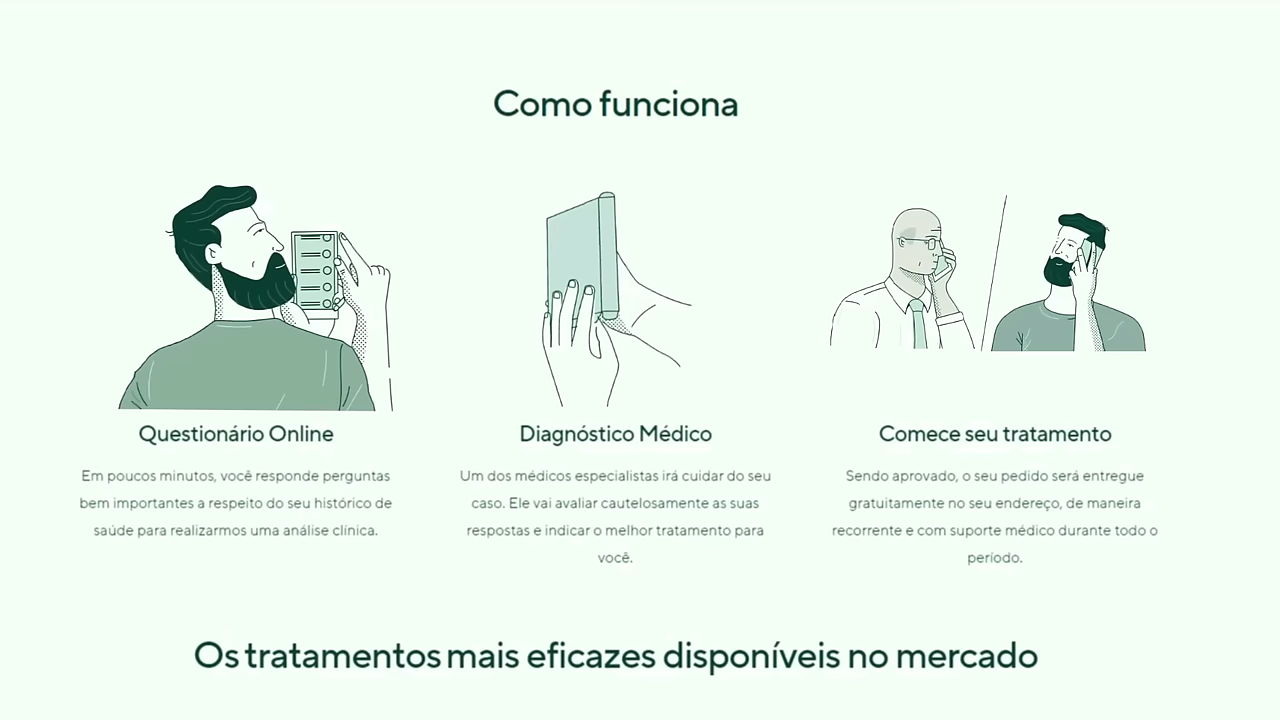 Como funciona
Questionário Online
Em poucos minutos, você responde perguntas
bem importantes a respeito do seu histórico de
saúde para realizarmos uma análise clínica.
Diagnóstico Médico
Um dos médicos especialistas irá cuidar do seu
caso. Ele vai avaliar cautelosamente as suas
respostas e indicar o melhor tratamento para
você.
Comece seu tratamento
Sendo aprovado, o seu pedido será entregue
gratuitamente no seu endereço, de maneira
recorrente e com suporte médico durante todo o
período.
Os tratamentos mais eficazes disponíveis no mercado